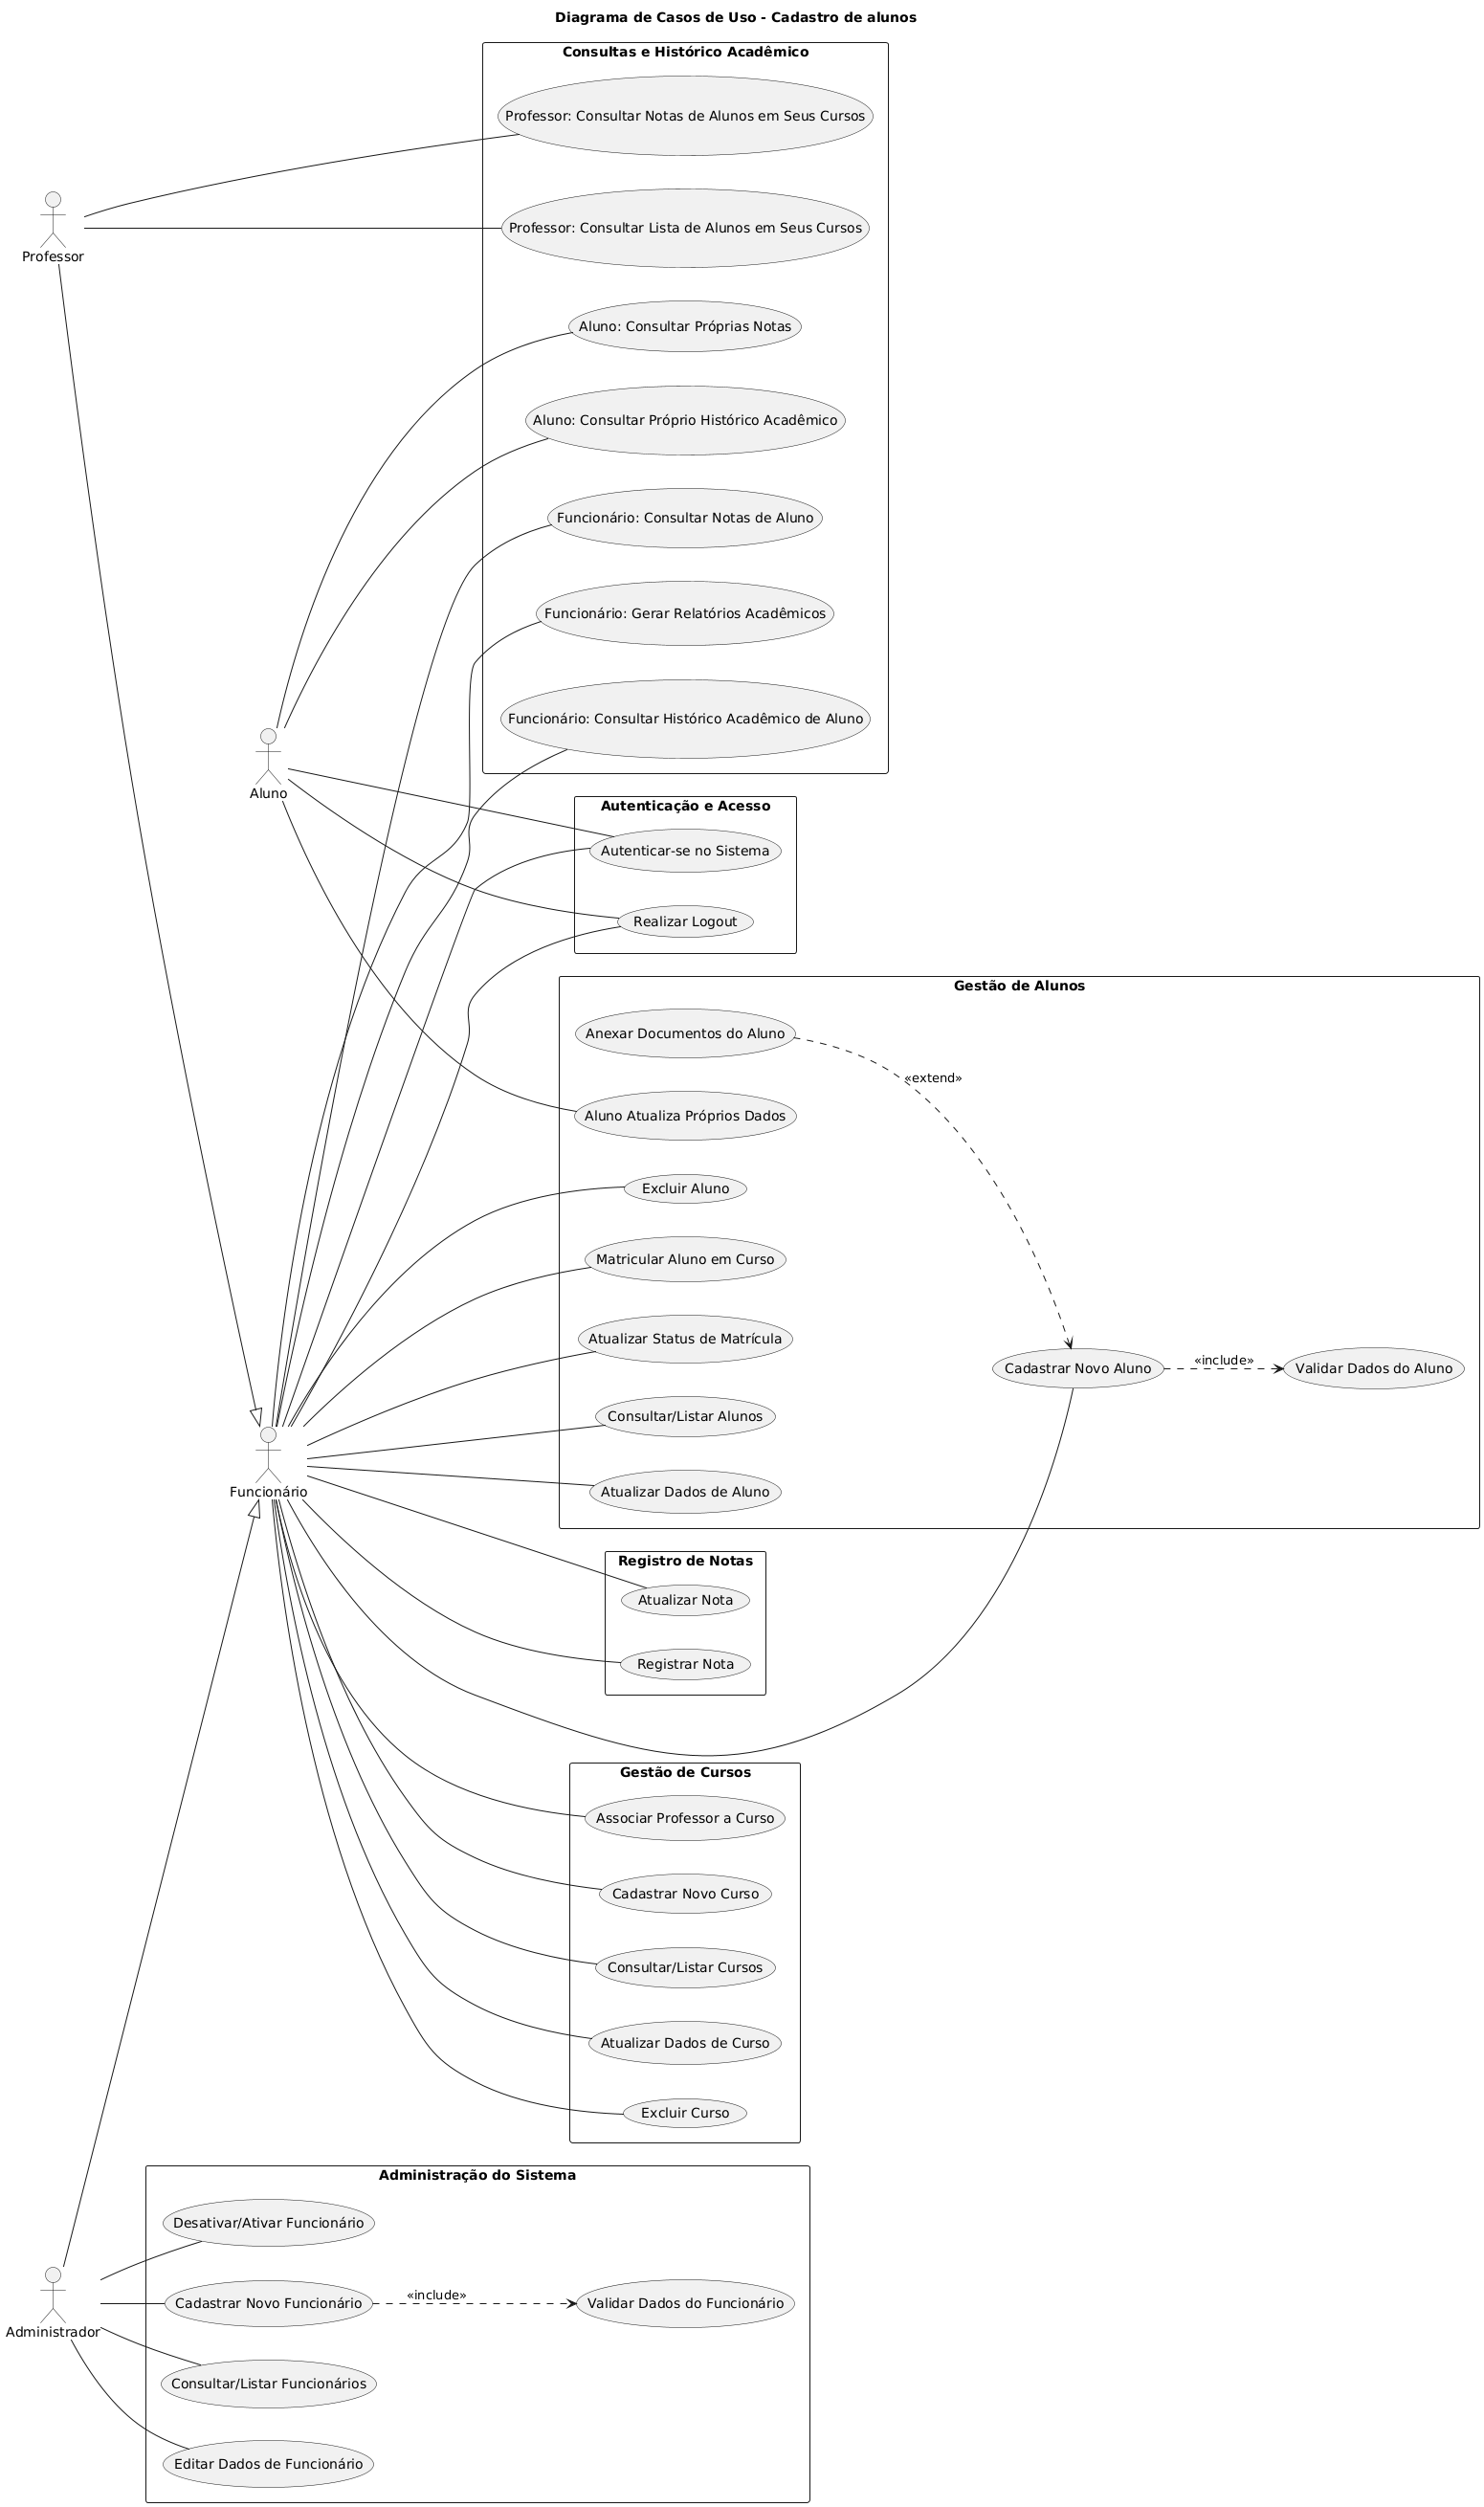 Diagrama de Casos de Uso - Cadastro de alunos
Consultas e Histórico Acadêmico
Professor: Consultar Notas de Alunos em Seus Cursos
Professor: Consultar Lista de Alunos em Seus Cursos
Professor
Aluno: Consultar Próprias Notas
Aluno: Consultar Próprio Histórico Acadêmico
Funcionário: Consultar Notas de Aluno
Funcionário: Gerar Relatórios Acadêmicos
Funcionário: Consultar Histórico Acadêmico de Aluno
Aluno
Autenticação e Acesso
Autenticar-se no Sistema
Realizar Logout
Gestão de Alunos
Anexar Documentos do Aluno
«extend»
Aluno Atualiza Próprios Dados
Excluir Aluno
Matricular Aluno em Curso
Atualizar Status de Matrícula
Cadastrar Novo Aluno
«include»
Validar Dados do Aluno
Consultar/Listar Alunos
Atualizar Dados de Aluno
Funcionário
Registro de Notas
Atualizar Nota
Registrar Nota
Gestão de Cursos
Associar Professor a Curso
Cadastrar Novo Curso
Consultar/Listar Cursos
Atualizar Dados de Curso
Excluir Curso
Administração do Sistema
Desativar/Ativar Funcionário
Cadastrar Novo Funcionário
«include»
Validar Dados do Funcionário
Administrador
Consultar/Listar Funcionários
Editar Dados de Funcionário